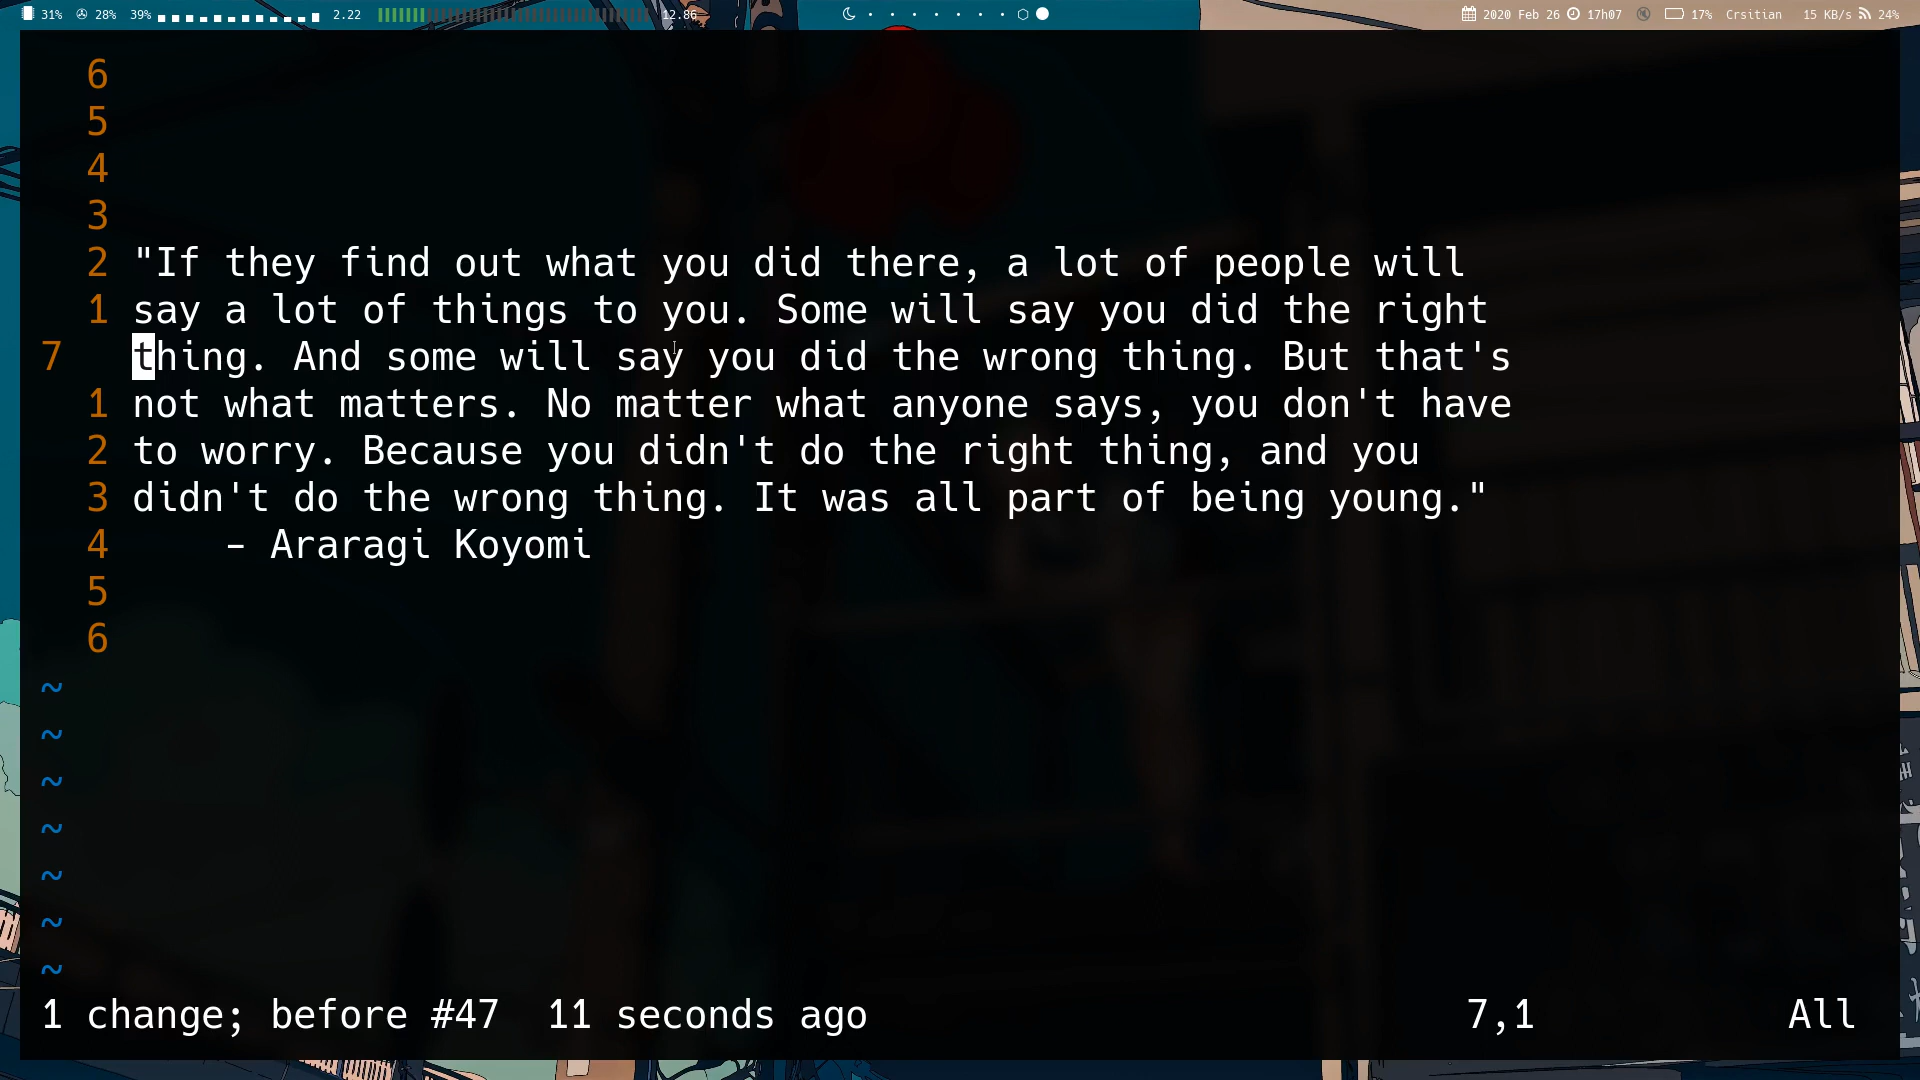 31% 28% 39% 2.22 12.86 2020 Feb 26 17h07 17% Crsitian 15 KB/s 24%
6
5
4
3
2 "If they find out what you did there, a lot of people will
1 say a lot of things to you. Some will say you did the right
7 thing. And some will say you did the wrong thing. But that's
1 not what matters. No matter what anyone says, you don't have
2 to worry. Because you didn't do the right thing, and you
3 didn't do the wrong thing. It was all part of being young."
4 - Araragi Koyomi
5
6
~
~
~
~
~
~
~
1 change; before #47 11 seconds ago 7,1 All